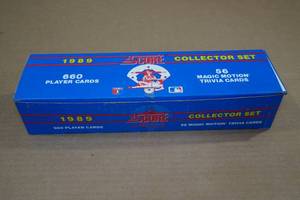 1989
SCORE
COLLECTOR SET
660
PLAYER CARDS
56
MAGIC MOTION
TRIVIA CARDS
1989
SCORE
COLLECTOR SET
660 PLAYER CARDS
56 MAGIC MOTION TRIVIA CARDS